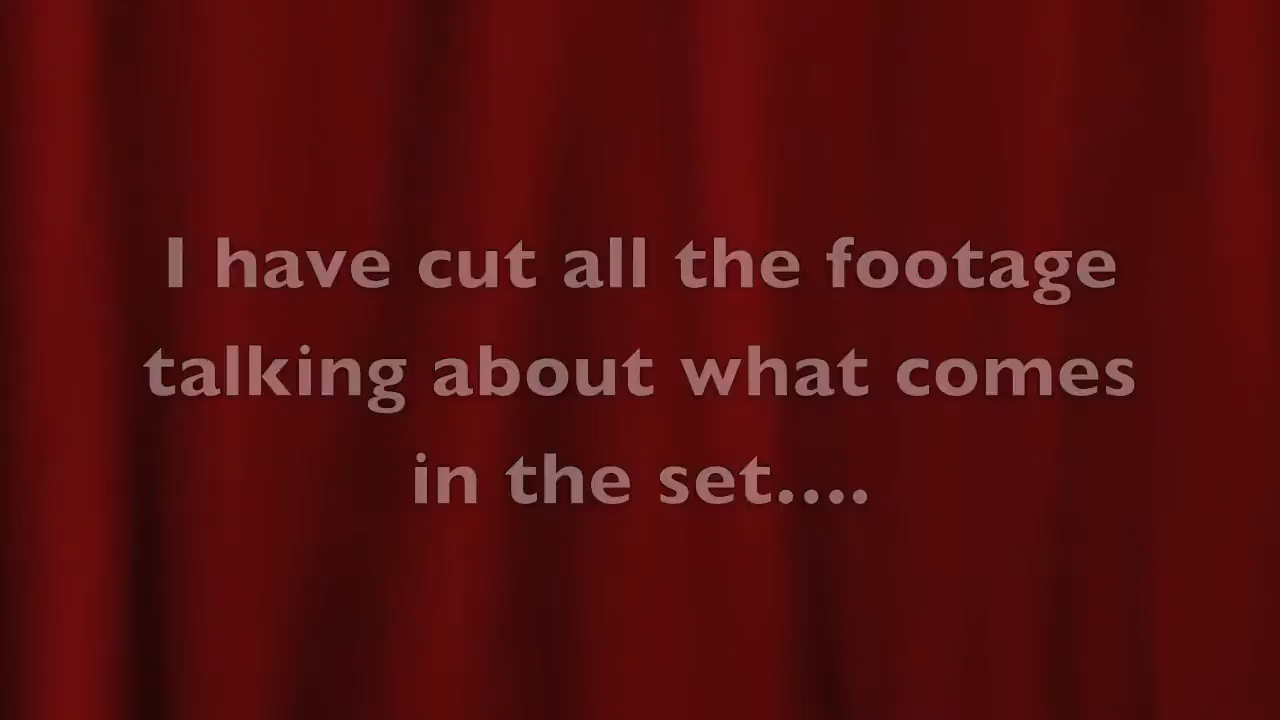 I have cut all the footage
talking about what comes
in the set....